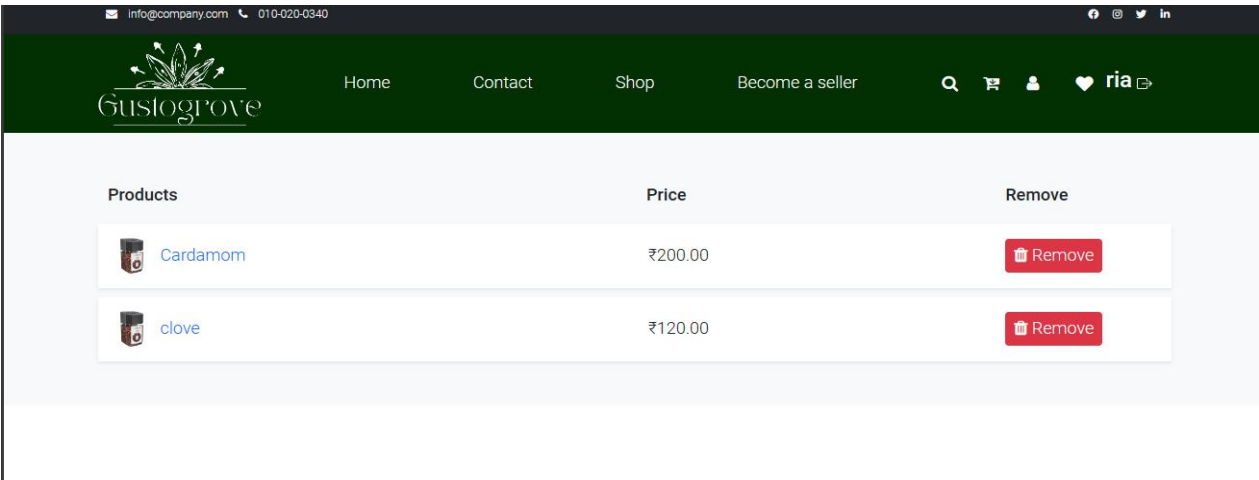 info@company.com 010-020-0340
Gustogrove
Home Contact Shop Become a seller ria
Products Price Remove
Cardamom ₹200.00 Remove
clove ₹120.00 Remove